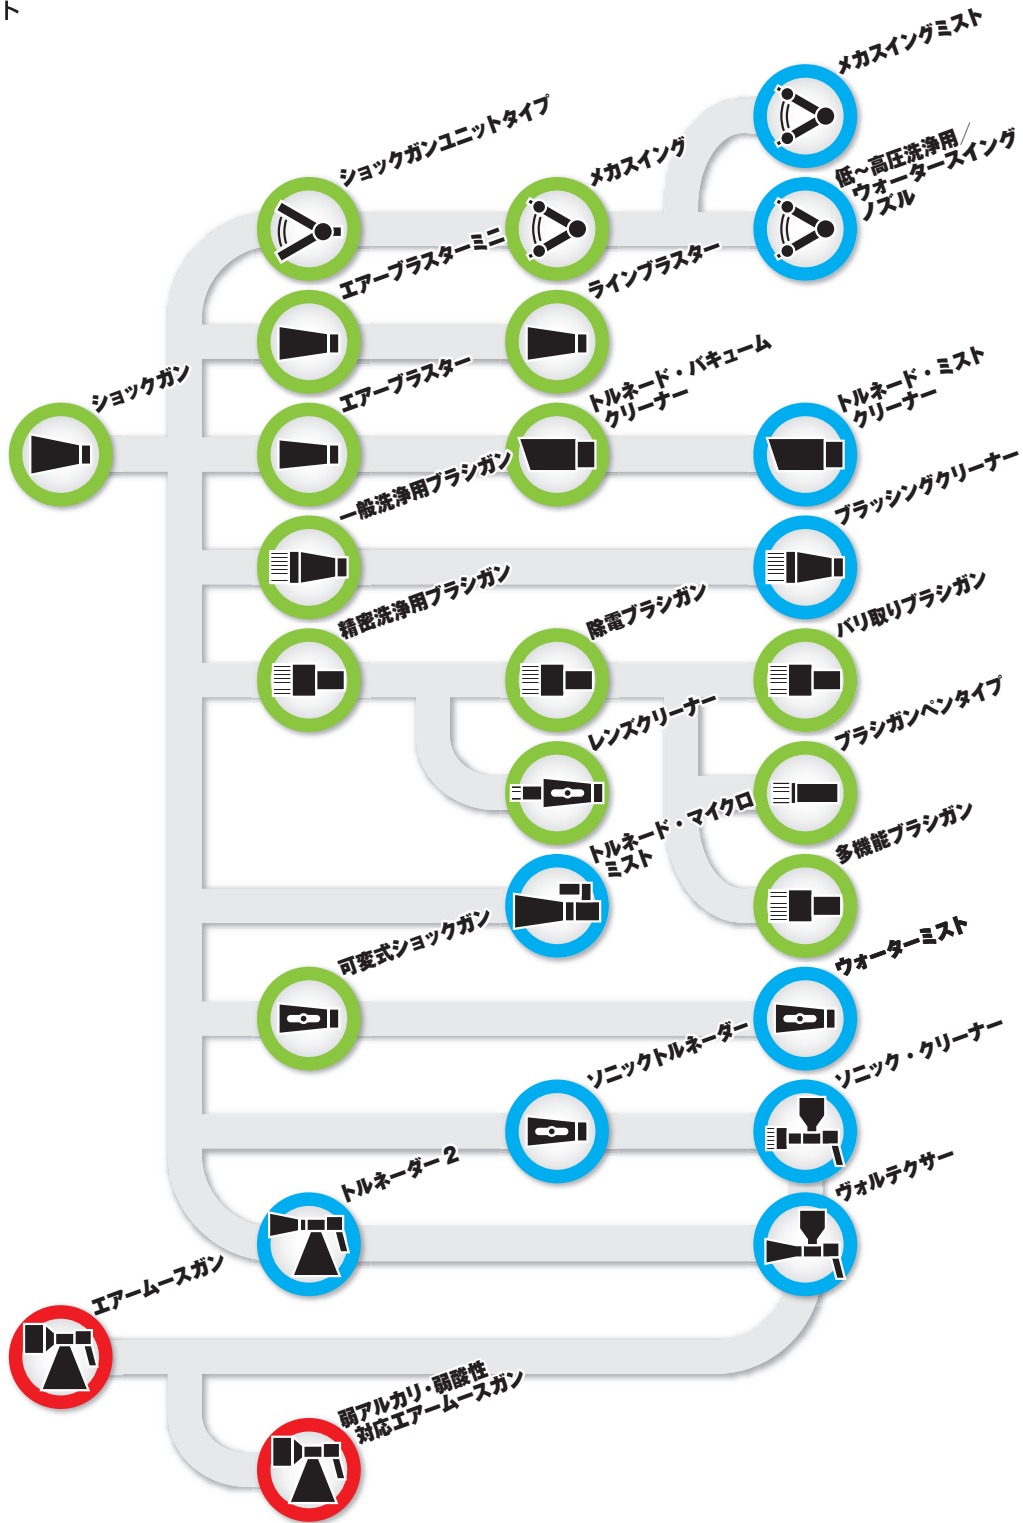 ト
メカスイングミスト
ショックガンユニットタイプ
メカスイング
低～高圧洗浄用／
ウォータースイング
ノズル
エアーブラスターミニ
ラインブラスター
ショックガン
エアーブラスター
トルネード・バキューム
クリーナー
トルネード・ミスト
クリーナー
一般洗浄用ブラシガン
ブラッシングクリーナー
精密洗浄用ブラシガン
除電ブラシガン
バリ取りブラシガン
レンズクリーナー
ブラシガンペンタイプ
トルネード・マイクロ
ミスト
多機能ブラシガン
可変式ショックガン
ウォーターミスト
ソニックトルネーダー
ソニック・クリーナー
トルネーダー 2
ヴォルテクサー
エアームースガン
弱アルカリ・弱酸性
対応エアームースガン